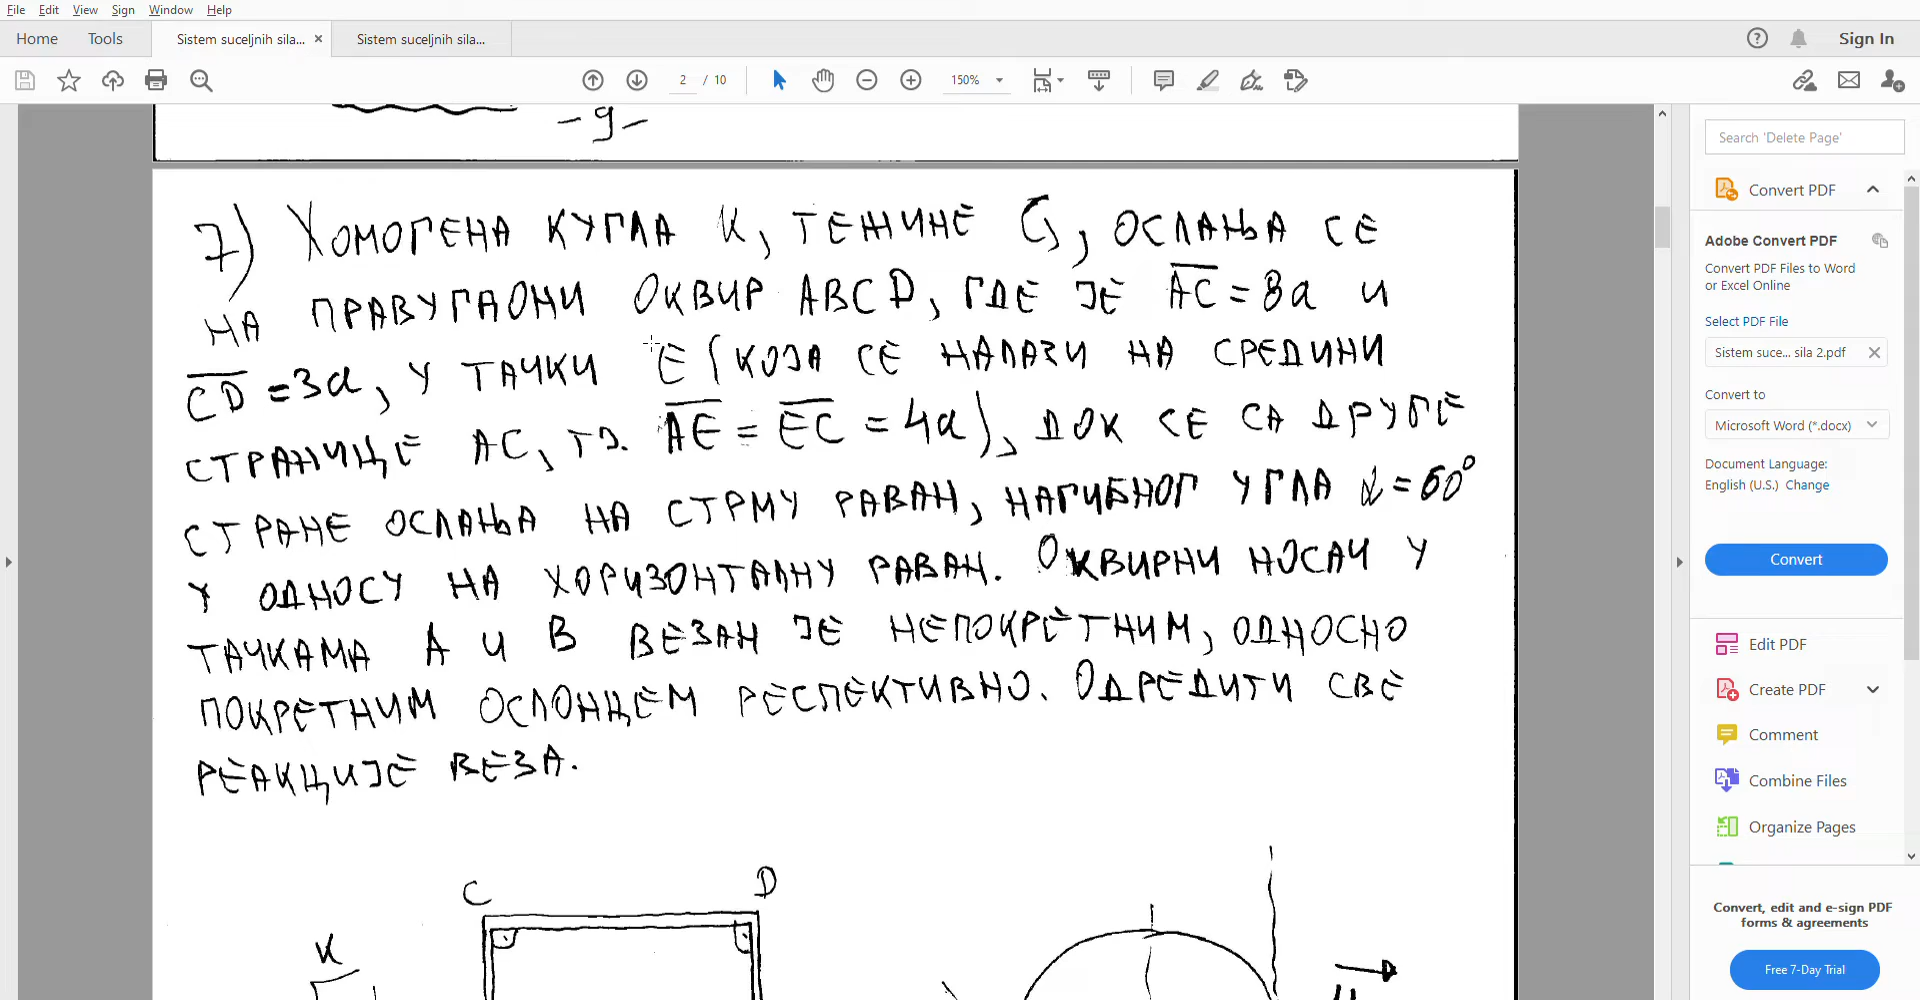 File Edit View Sign Window Help
Home Tools Sistem suceljnih sila... × Sistem suceljnih sila... Sign In
2 / 10 150%
Search 'Delete Page'
Convert PDF
Adobe Convert PDF
Convert PDF Files to Word
or Excel Online
Select PDF File
Sistem suce... sila 2.pdf
Convert to
Microsoft Word (*.docx)
Document Language:
English (U.S.) Change
Convert
Edit PDF
Create PDF
Comment
Combine Files
Organize Pages
Convert, edit and e-sign PDF
forms & agreements
Free 7-Day Trial
-9-
7) ХОМОГЕНА КУГЛА К, ТЕЖИНЕ G, ОСЛАЊА СЕ
НА ПРАВУГАОНИ ОКВИР ABCD, ГДЕ ЈЕ AC = 8a И
CD = 3a, У ТАЧКИ E (КОЈА СЕ НАЛАЗИ НА СРЕДИНИ
СТРАНИЦЕ AC, ТЈ. AE = EC = 4a), ДОК СЕ СА ДРУГЕ
СТРАНЕ ОСЛАЊА НА СТРМУ РАВАН, НАГИБНОГ УГЛА α = 60°
У ОДНОСУ НА ХОРИЗОНТАЛНУ РАВАН. ОКВИРНИ НОСАЧ У
ТАЧКАМА A И B ВЕЗАН ЈЕ НЕПОКРЕТНИМ, ОДНОСНО
ПОКРЕТНИМ ОСЛОНЦЕМ РЕСПЕКТИВНО. ОДРЕДИТИ СВЕ
РЕАКЦИЈЕ ВЕЗА.
C D
K